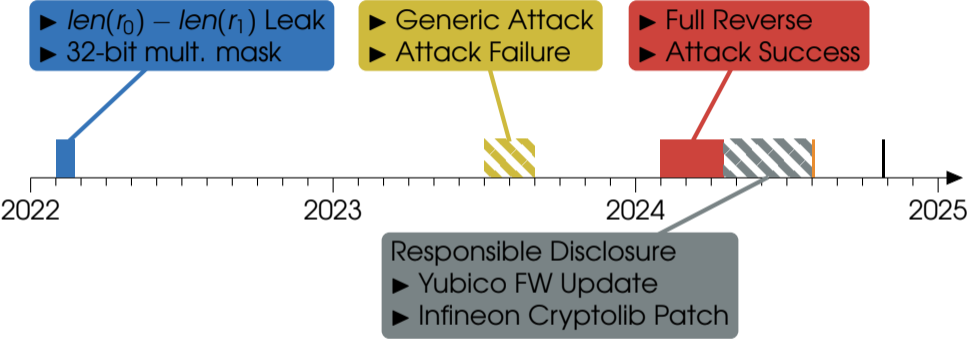 ► len(r₀) − len(r₁) Leak
► 32-bit mult. mask
► Generic Attack
► Attack Failure
► Full Reverse
► Attack Success
2022 2023 2024 2025
Responsible Disclosure
► Yubico FW Update
► Infineon Cryptolib Patch